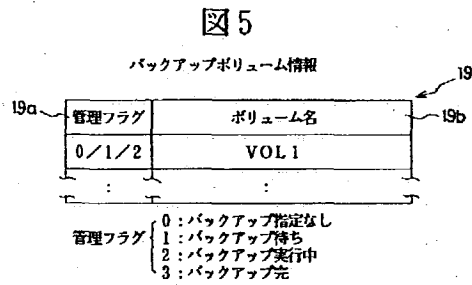 図5
バックアップボリューム情報
19
19a
管理フラグ ボリューム名
19b
0/1/2 VOL1
: :
管理フラグ
0:バックアップ指定なし
1:バックアップ待ち
2:バックアップ実行中
3:バックアップ完